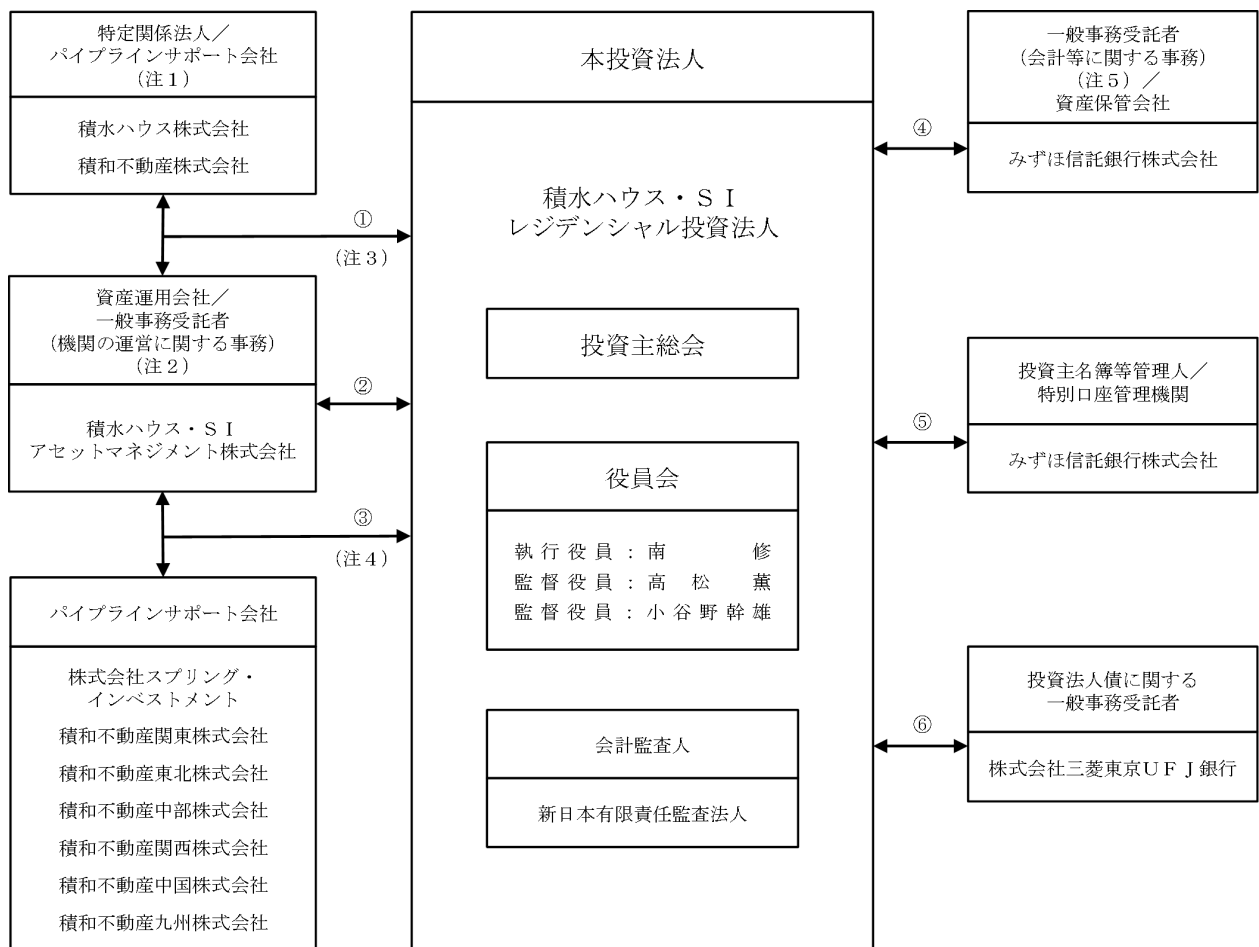 特定関係法人／
パイプラインサポート会社
（注１）
積水ハウス株式会社
積和不動産株式会社
①
（注３）
資産運用会社／
一般事務受託者
（機関の運営に関する事務）
（注２）
積水ハウス・ＳＩ
アセットマネジメント株式会社
②
③
（注４）
パイプラインサポート会社
株式会社スプリング・
インベストメント
積和不動産関東株式会社
積和不動産東北株式会社
積和不動産中部株式会社
積和不動産関西株式会社
積和不動産中国株式会社
積和不動産九州株式会社
本投資法人
積水ハウス・ＳＩ
レジデンシャル投資法人
投資主総会
役員会
執行役員：南　　修
監督役員：高松　薫
監督役員：小谷野幹雄
会計監査人
新日本有限責任監査法人
一般事務受託者
（会計等に関する事務）
（注５）／
資産保管会社
みずほ信託銀行株式会社
④
投資主名簿等管理人／
特別口座管理機関
みずほ信託銀行株式会社
⑤
投資法人債に関する
一般事務受託者
株式会社三菱東京ＵＦＪ銀行
⑥